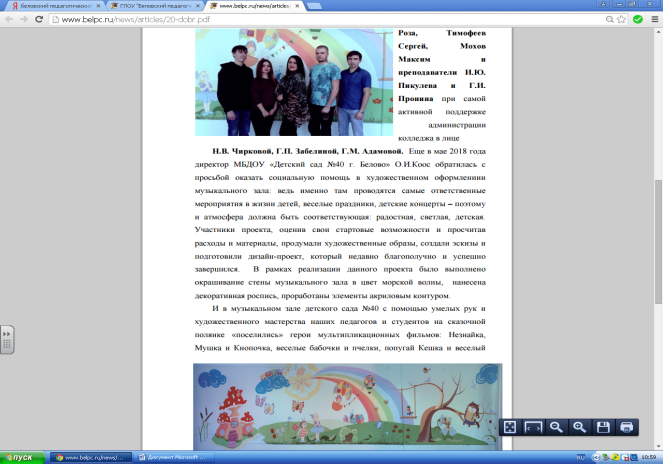 белевский педагогическо
ГПОУ "Белевский педагоги
www.belpc.ru/news/articles
www.belpc.ru/news/articles/20-dobr.pdf
Роза, Тимофеев
Сергей, Мохов
Максим и
преподаватели И.Ю.
Пикулева и Г.И.
Пронина при самой
активной поддержке
администрации
колледжа в лице
Н.В. Чирковой, Г.П. Забелиной, Г.М. Адамовой. Еще в мае 2018 года
директор МБДОУ «Детский сад №40 г. Белово» О.И.Коос обратилась с
просьбой оказать социальную помощь в художественном оформлении
музыкального зала: ведь именно там проводятся самые ответственные
мероприятия в жизни детей, веселые праздники, детские концерты – поэтому
и атмосфера должна быть соответствующая: радостная, светлая, детская.
Участники проекта, оценив свои стартовые возможности и просчитав
расходы и материалы, продумали художественные образы, создали эскизы и
подготовили дизайн-проект, который недавно благополучно и успешно
завершился. В рамках реализации данного проекта было выполнено
окрашивание стены музыкального зала в цвет морской волны, нанесена
декоративная роспись, проработаны элементы акриловым контуром.
И в музыкальном зале детского сада №40 с помощью умелых рук и
художественного мастерства наших педагогов и студентов на сказочной
полянке «поселились» герои мультипликационных фильмов: Незнайка,
Мушка и Кнопочка, веселые бабочки и пчелки, попугай Кешка и веселый
пуск
www.belpc.ru/news/...
Документ Microsoft ...
RU
10:59